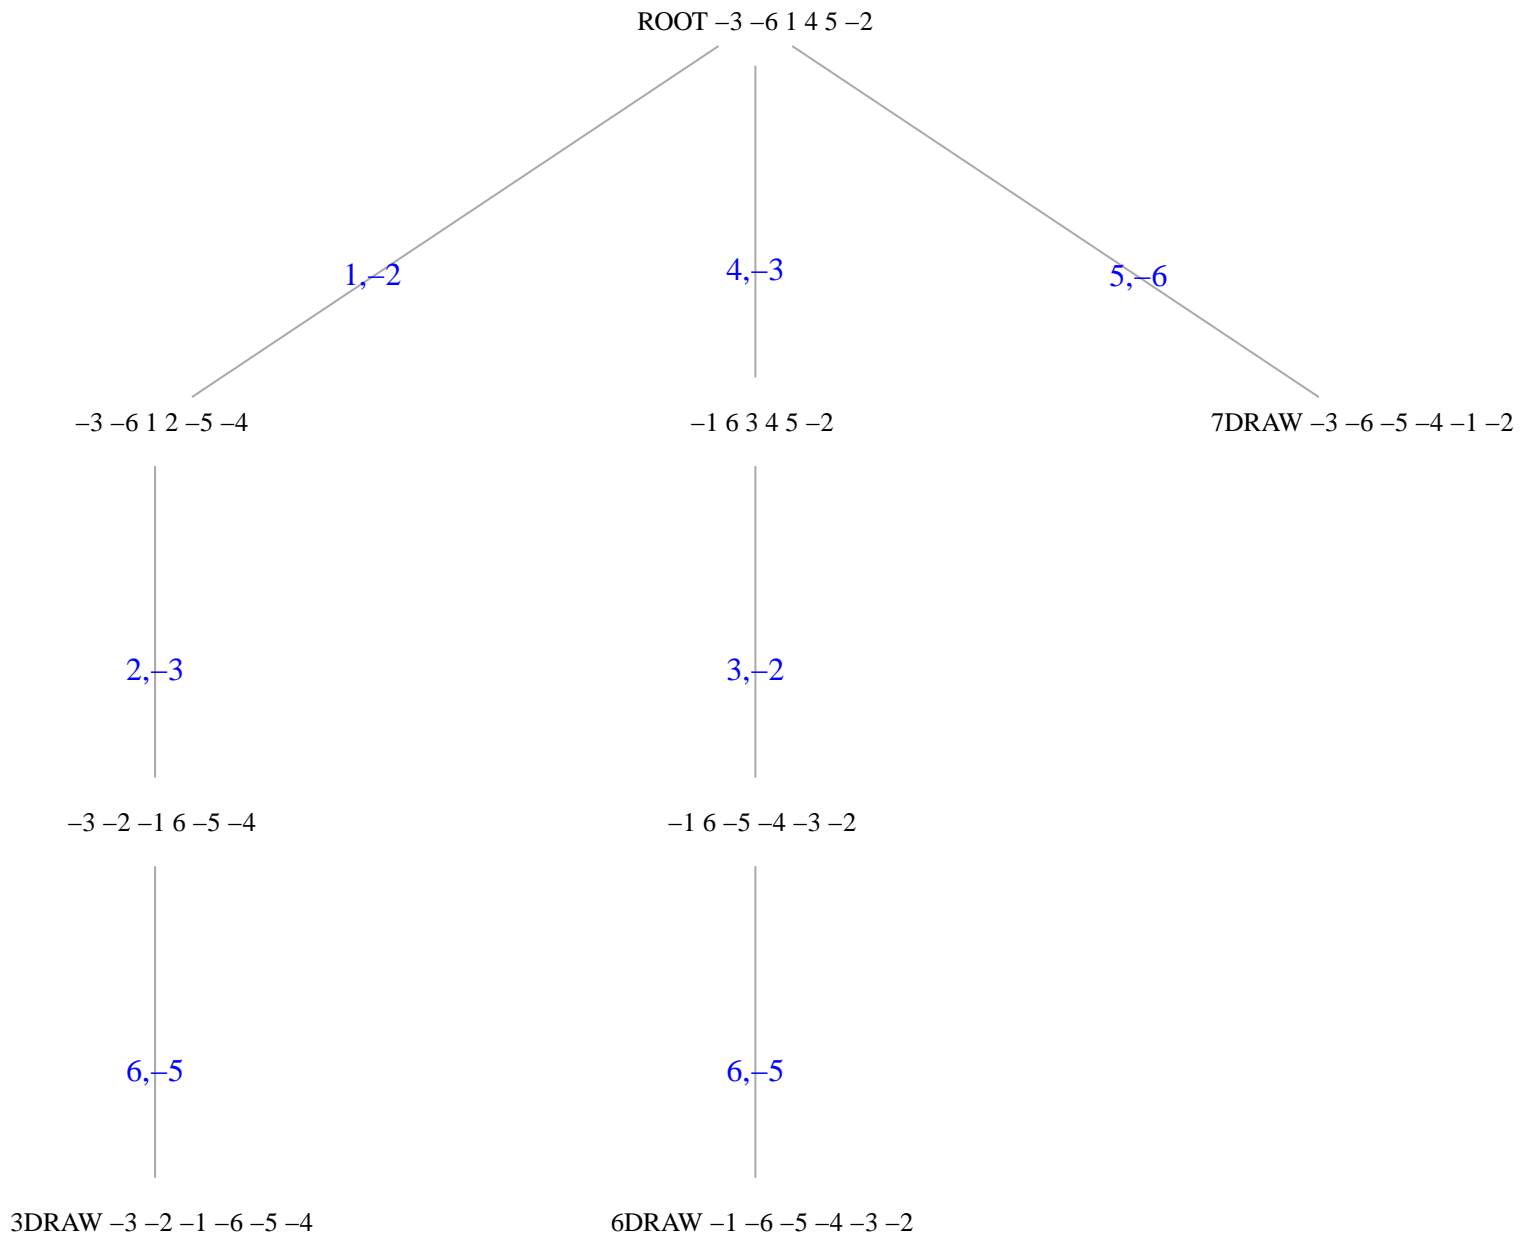 ROOT –3 –6 1 4 5 –2
1,–2
4,–3
5,–6
–3 –6 1 2 –5 –4
–1 6 3 4 5 –2
7DRAW –3 –6 –5 –4 –1 –2
2,–3
3,–2
–3 –2 –1 6 –5 –4
–1 6 –5 –4 –3 –2
6,–5
6,–5
3DRAW –3 –2 –1 –6 –5 –4
6DRAW –1 –6 –5 –4 –3 –2